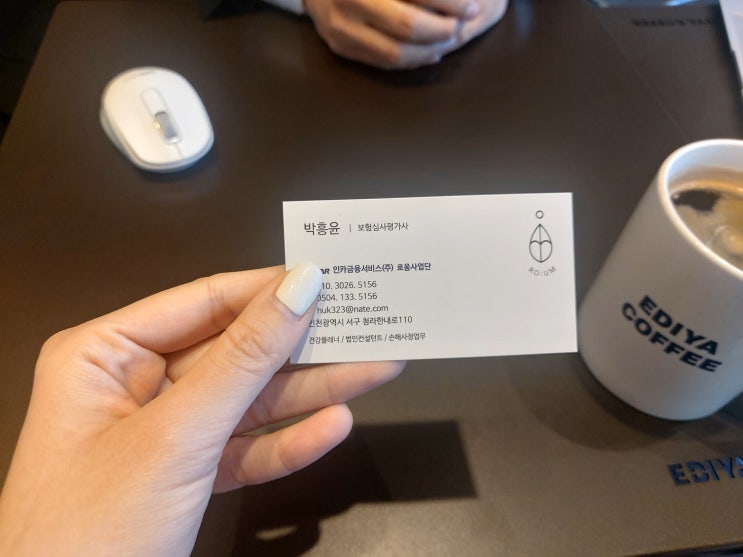 박흥윤 | 보험심사평가사
인카금융서비스(주) 로움사업단
10. 3026. 5156
0504. 133. 5156
huk323@nate.com
인천광역시 서구 청라한내로110
건강플래너 / 법인컨설턴트 / 손해사정업무
RO:UM
EDIYA
COFFEE
EDIYA